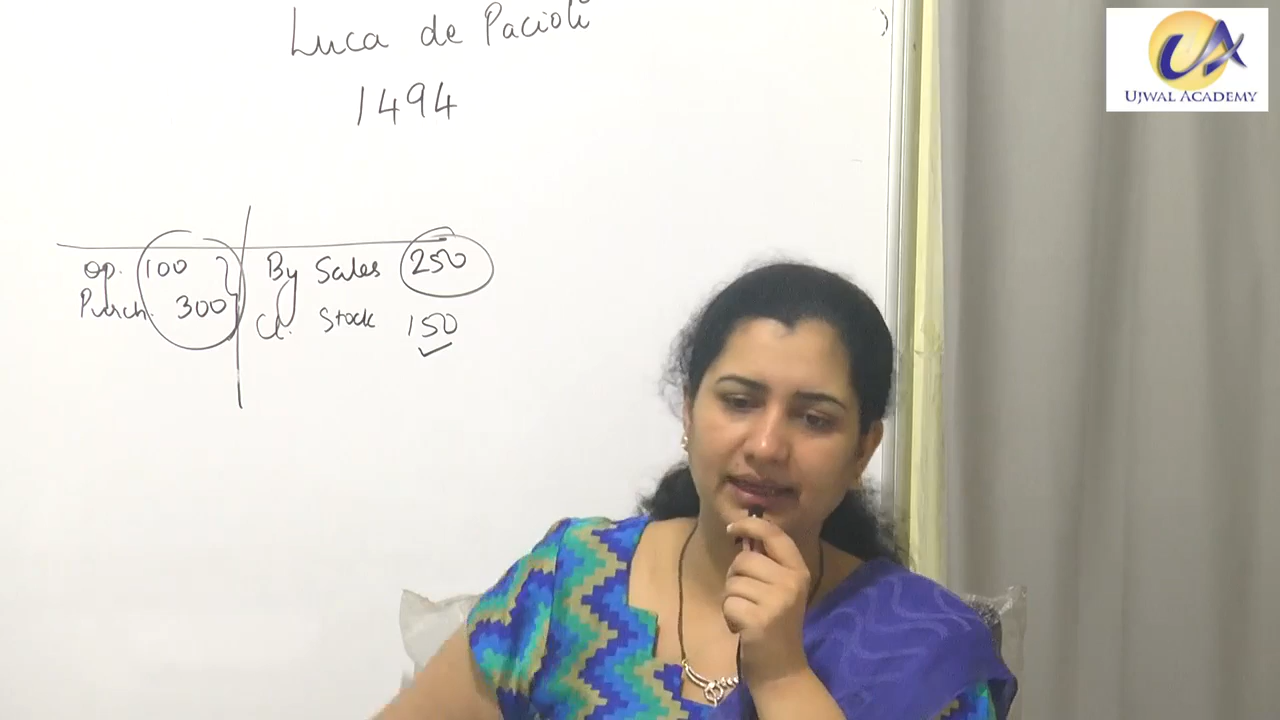 Luca de Pacioli
1494
Op. 100 By Sales 250
Purch. 300 Cl. Stock 150
UJWAL ACADEMY